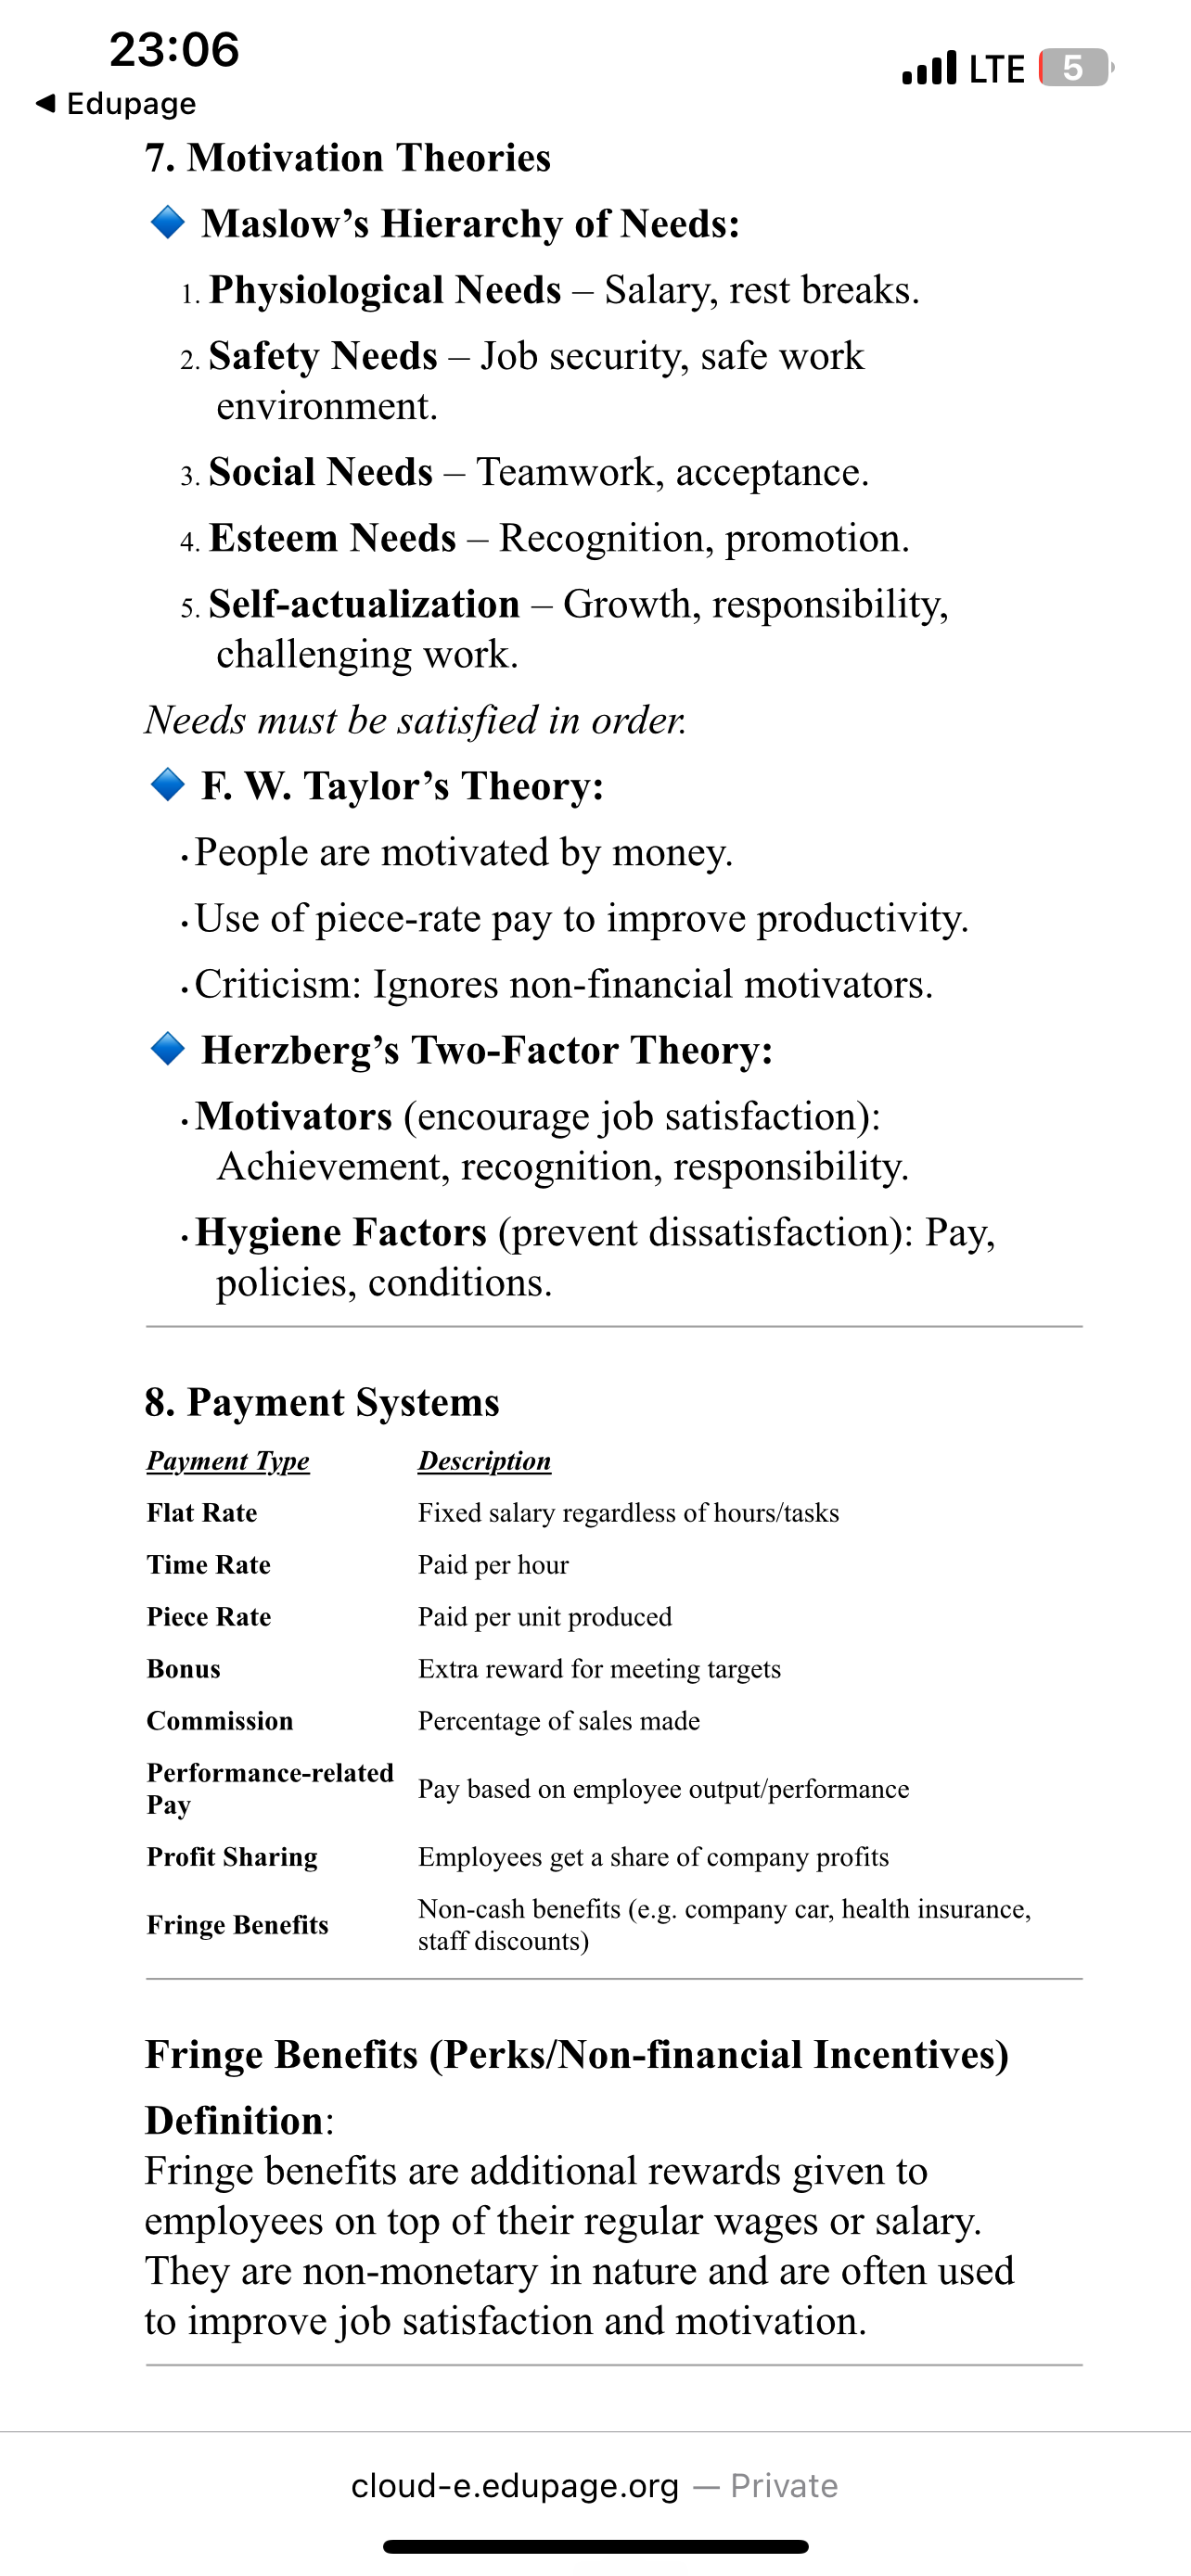 23:06
LTE 5
◀ Edupage
7. Motivation Theories
🔷 Maslow’s Hierarchy of Needs:
1. Physiological Needs – Salary, rest breaks.
2. Safety Needs – Job security, safe work
environment.
3. Social Needs – Teamwork, acceptance.
4. Esteem Needs – Recognition, promotion.
5. Self-actualization – Growth, responsibility,
challenging work.
Needs must be satisfied in order.
🔷 F. W. Taylor’s Theory:
· People are motivated by money.
· Use of piece-rate pay to improve productivity.
· Criticism: Ignores non-financial motivators.
🔷 Herzberg’s Two-Factor Theory:
· Motivators (encourage job satisfaction):
Achievement, recognition, responsibility.
· Hygiene Factors (prevent dissatisfaction): Pay,
policies, conditions.
8. Payment Systems
Payment Type Description
Flat Rate Fixed salary regardless of hours/tasks
Time Rate Paid per hour
Piece Rate Paid per unit produced
Bonus Extra reward for meeting targets
Commission Percentage of sales made
Performance-related
Pay
Pay based on employee output/performance
Profit Sharing Employees get a share of company profits
Fringe Benefits
Non-cash benefits (e.g. company car, health insurance,
staff discounts)
Fringe Benefits (Perks/Non-financial Incentives)
Definition:
Fringe benefits are additional rewards given to
employees on top of their regular wages or salary.
They are non-monetary in nature and are often used
to improve job satisfaction and motivation.
cloud-e.edupage.org — Private